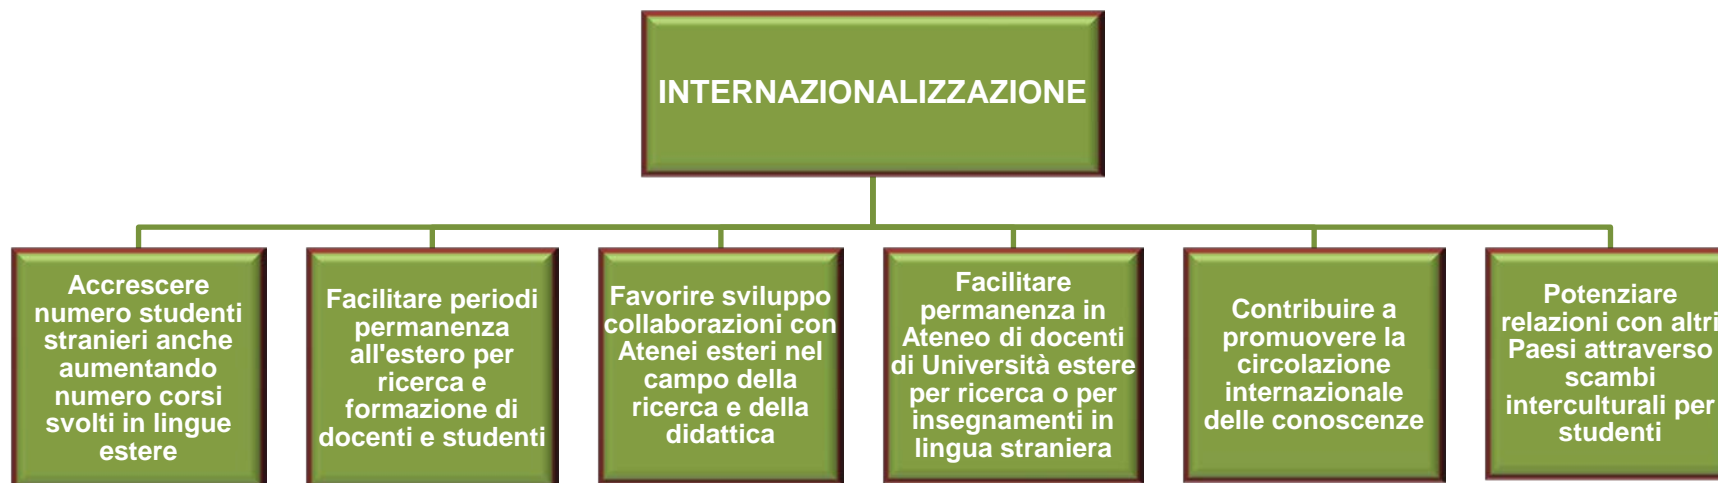 INTERNAZIONALIZZAZIONE
Accrescere
numero studenti
stranieri anche
aumentando
numero corsi
svolti in lingue
estere
Facilitare periodi
permanenza
all'estero per
ricerca e
formazione di
docenti e studenti
Favorire sviluppo
collaborazioni con
Atenei esteri nel
campo della
ricerca e della
didattica
Facilitare
permanenza in
Ateneo di docenti
di Università estere
per ricerca o per
insegnamenti in
lingua straniera
Contribuire a
promuovere la
circolazione
internazionale
delle conoscenze
Potenziare
relazioni con altri
Paesi attraverso
scambi
interculturali per
studenti